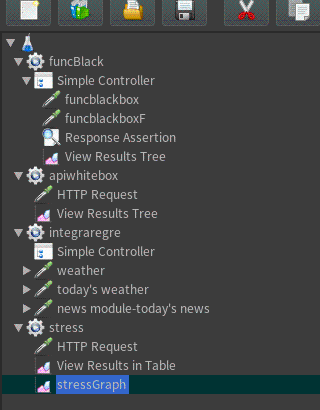 funcBlack
Simple Controller
funcblackbox
funcblackboxF
Response Assertion
View Results Tree
apiwhitebox
HTTP Request
View Results Tree
integraregre
Simple Controller
weather
today's weather
news module-today's news
stress
HTTP Request
View Results in Table
stressGraph